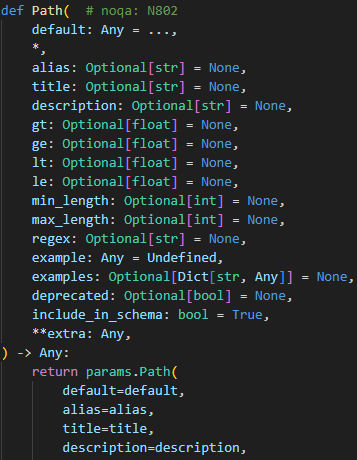 def Path(  # noqa: N802
    default: Any = ...,
    *,
    alias: Optional[str] = None,
    title: Optional[str] = None,
    description: Optional[str] = None,
    gt: Optional[float] = None,
    ge: Optional[float] = None,
    lt: Optional[float] = None,
    le: Optional[float] = None,
    min_length: Optional[int] = None,
    max_length: Optional[int] = None,
    regex: Optional[str] = None,
    example: Any = Undefined,
    examples: Optional[Dict[str, Any]] = None,
    deprecated: Optional[bool] = None,
    include_in_schema: bool = True,
    **extra: Any,
) -> Any:
    return params.Path(
        default=default,
        alias=alias,
        title=title,
        description=description,